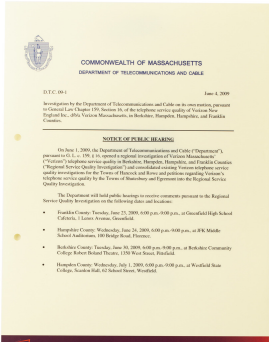 COMMONWEALTH OF MASSACHUSETTS
DEPARTMENT OF TELECOMMUNICATIONS AND CABLE
D.T.C. 09-1
June 4, 2009
Investigation by the Department of Telecommunications and Cable on its own motion, pursuant
to General Law Chapter 159, Section 16, of the telephone service quality of Verizon New
England Inc., d/b/a Verizon Massachusetts, in Berkshire, Hampden, Hampshire, and Franklin
Counties.
NOTICE OF PUBLIC HEARING
On June 1, 2009, the Department of Telecommunications and Cable ("Department"),
pursuant to G. L. c. 159, § 16, opened a regional investigation of Verizon Massachusetts'
("Verizon") telephone service quality in Berkshire, Hampden, Hampshire, and Franklin Counties
("Regional Service Quality Investigation") and consolidated existing Verizon telephone service
quality investigations for the Towns of Hancock and Rowe and petitions regarding Verizon's
telephone service quality by the Towns of Shutesbury and Egremont into the Regional Service
Quality Investigation.
The Department will hold public hearings to receive comments pursuant to the Regional
Service Quality Investigation on the following dates and locations:
• Franklin County: Tuesday, June 23, 2009, 6:00 p.m.-9:00 p.m., at Greenfield High School
Cafeteria, 1 Lenox Avenue, Greenfield.
• Hampshire County: Wednesday, June 24, 2009, 6:00 p.m.-9:00 p.m., at JFK Middle
School Auditorium, 100 Bridge Road, Florence.
• Berkshire County: Tuesday, June 30, 2009, 6:00 p.m.-9:00 p.m., at Berkshire Community
College Robert Boland Theatre, 1350 West Street, Pittsfield.
• Hampden County: Wednesday, July 1, 2009, 6:00 p.m.-9:00 p.m., at Westfield State
College, Scanlon Hall, 62 School Street, Westfield.